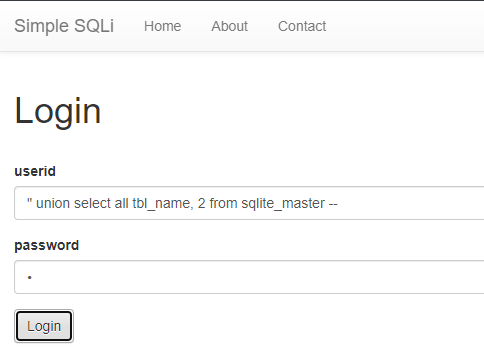 Simple SQLi Home About Contact
Login
userid
" union select all tbl_name, 2 from sqlite_master --
password
•
Login